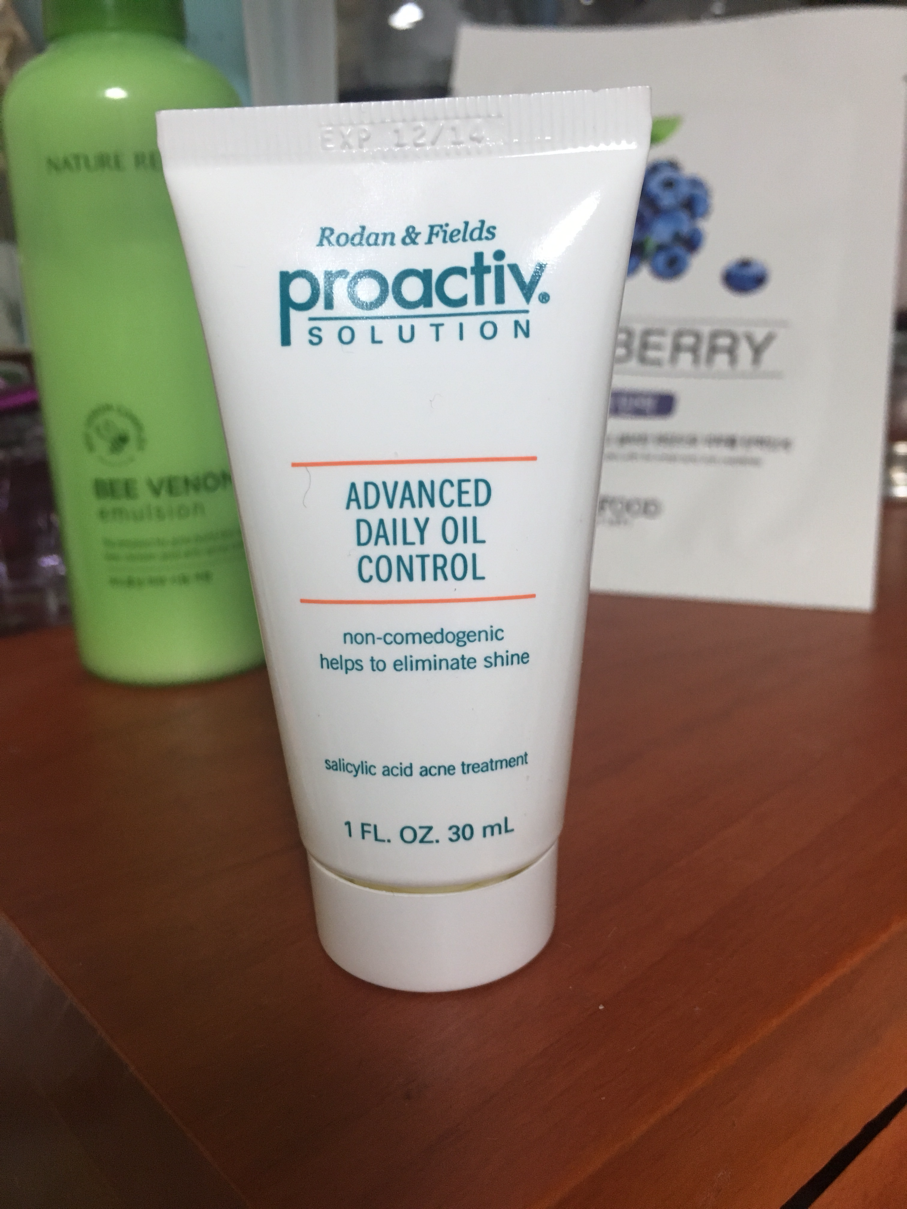 EXP 12/14
Rodan & Fields
proactiv®
SOLUTION
ADVANCED
DAILY OIL
CONTROL
non-comedogenic
helps to eliminate shine
salicylic acid acne treatment
1 FL. OZ. 30 mL
NATURE RE
BEE VENOM
emulsion
BERRY
FOOD